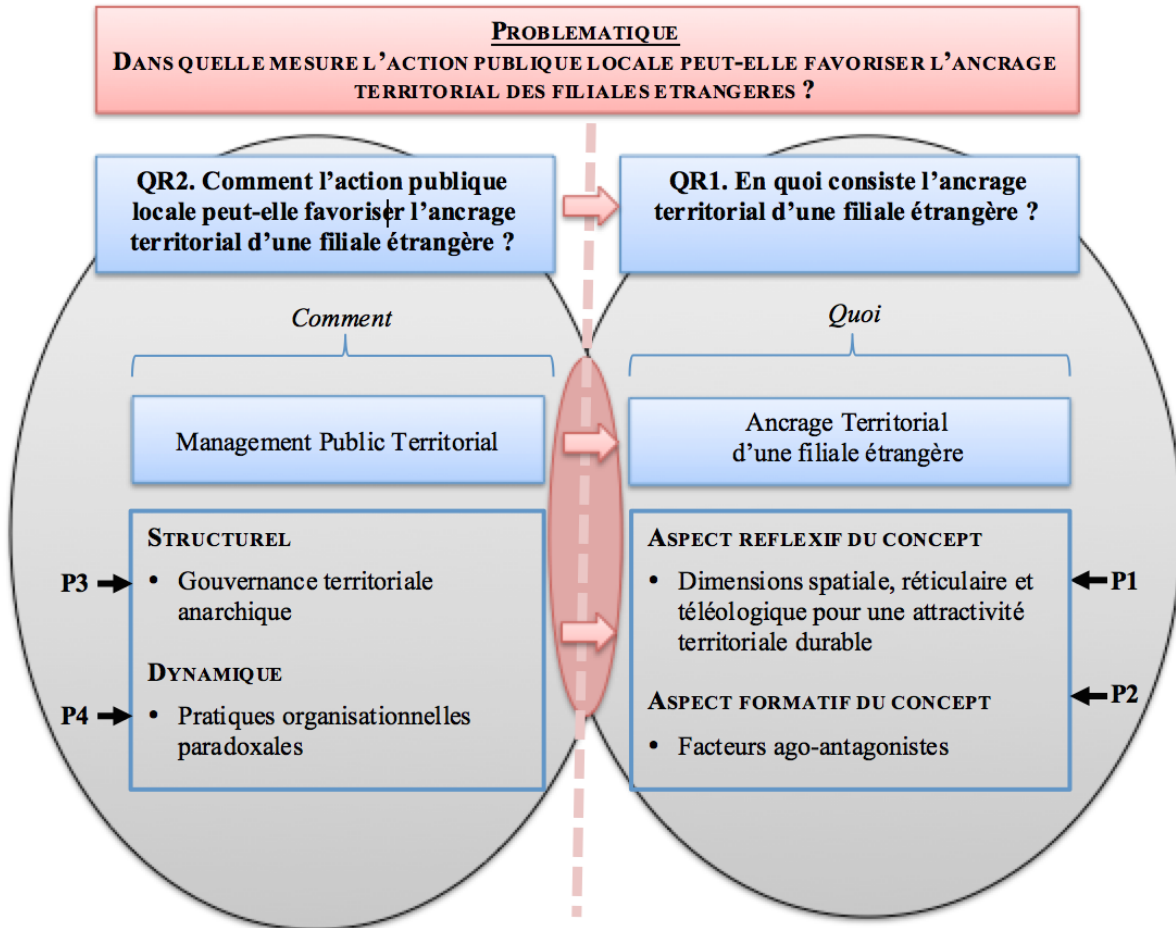 PROBLEMATIQUE
DANS QUELLE MESURE L'ACTION PUBLIQUE LOCALE PEUT-ELLE FAVORISER L'ANCRAGE
TERRITORIAL DES FILIALES ETRANGERES ?
QR2. Comment l'action publique
locale peut-elle favoriser l'ancrage
territorial d'une filiale étrangère ?
QR1. En quoi consiste l'ancrage
territorial d'une filiale étrangère ?
Comment
Quoi
Management Public Territorial
Ancrage Territorial
d'une filiale étrangère
STRUCTUREL
• Gouvernance territoriale
anarchique
P3
DYNAMIQUE
P4
• Pratiques organisationnelles
paradoxales
ASPECT REFLEXIF DU CONCEPT
• Dimensions spatiale, réticulaire et
téléologique pour une attractivité
territoriale durable
P1
ASPECT FORMATIF DU CONCEPT
P2
• Facteurs ago-antagonistes